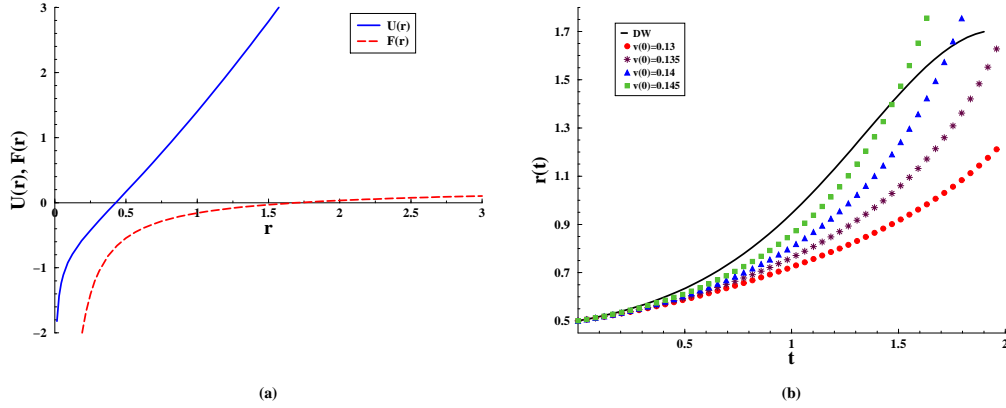 3
2
1
0
−1
−2
U(r), F(r)
0
0.5
1
1.5
2
2.5
3
r
U(r)
F(r)
(a)
1.7
1.5
1.3
1.1
0.9
0.7
0.5
r(t)
0.5
1
1.5
2
t
DW
v(0)=0.13
v(0)=0.135
v(0)=0.14
v(0)=0.145
(b)